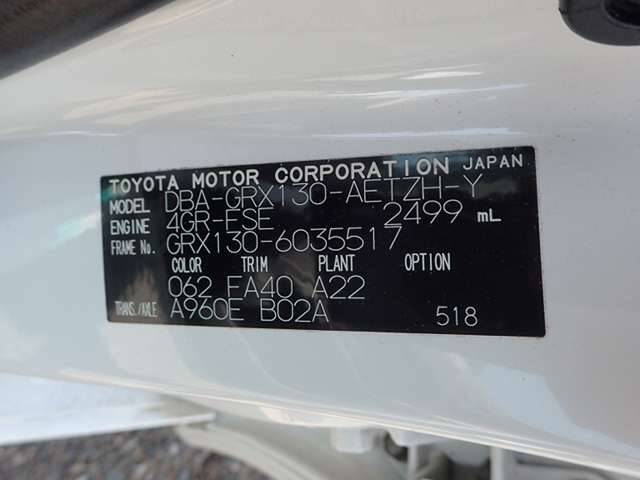 TOYOTA MOTOR CORPORATION JAPAN
MODEL DBA-GRX130-AETZH-Y
ENGINE 4GR-ESE 2499 mL
FRAME No. GRX130-6035517
COLOR TRIM PLANT OPTION
062 FA40 A22
TRANS./AXLE A960E B02A 518